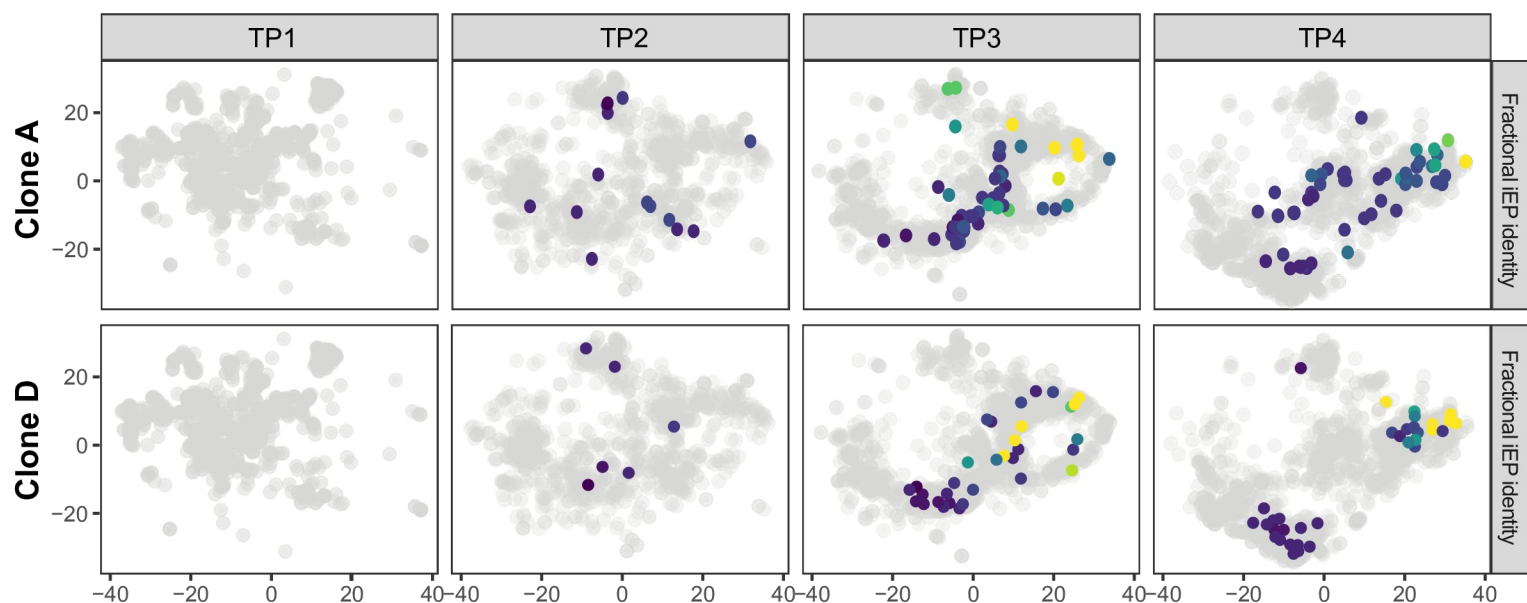 TP1 TP2 TP3 TP4
Clone A
20
0
−20
Fractional iEP identity
Clone D
20
0
−20
Fractional iEP identity
−40 −20 0 20 40 −40 −20 0 20 40 −40 −20 0 20 40 −40 −20 0 20 40